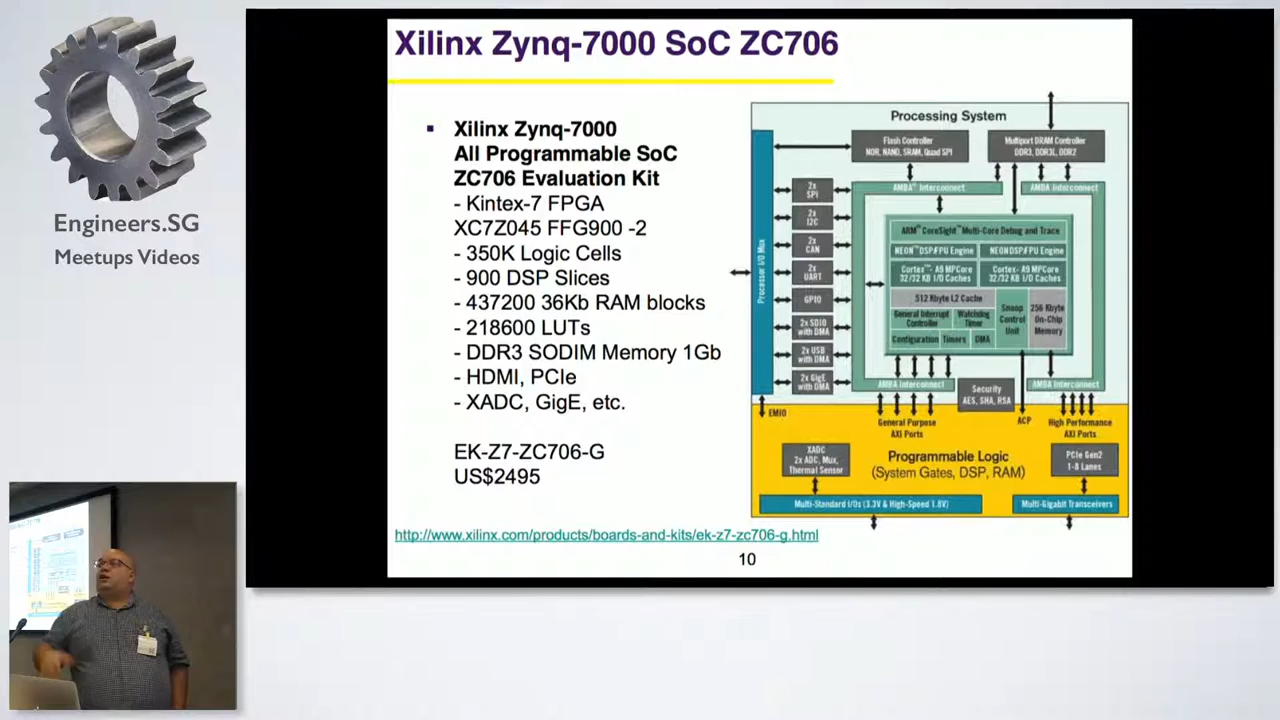 Engineers.SG
Meetups Videos
Xilinx Zynq-7000 SoC ZC706
▪ Xilinx Zynq-7000
All Programmable SoC
ZC706 Evaluation Kit
- Kintex-7 FPGA
XC7Z045 FFG900 -2
- 350K Logic Cells
- 900 DSP Slices
- 437200 36Kb RAM blocks
- 218600 LUTs
- DDR3 SODIM Memory 1Gb
- HDMI, PCIe
- XADC, GigE, etc.
EK-Z7-ZC706-G
US$2495
http://www.xilinx.com/products/boards-and-kits/ek-z7-zc706-g.html
10
Processing System
Flash Controller
NOR, NAND, SRAM, Quad SPI
Multiport DRAM Controller
DDR3, DDR3L, DDR2
Processor I/O Mux
2x
SPI
2x
I2C
2x
CAN
2x
UART
GPIO
2x SDIO
with DMA
2x USB
with DMA
2x GigE
with DMA
AMBA® Interconnect
AMBA Interconnect
ARM® CoreSight™ Multi-Core Debug and Trace
NEON™ DSP/FPU Engine
NEON DSP/FPU Engine
Cortex™- A9 MPCore
32/32 KB I/D Caches
Cortex- A9 MPCore
32/32 KB I/D Caches
512 Kbyte L2 Cache
Snoop
Control
Unit
256 Kbyte
On-Chip
Memory
General Interrupt
Controller
Watchdog
Timer
Configuration
Timers
DMA
AMBA Interconnect
Security
AES, SHA, RSA
AMBA Interconnect
EMIO
General Purpose
AXI Ports
ACP
High Performance
AXI Ports
XADC
2x ADC, Mux,
Thermal Sensor
Programmable Logic
(System Gates, DSP, RAM)
PCIe Gen2
1-8 Lanes
Multi-Standard I/Os (3.3V & High-Speed 1.8V)
Multi-Gigabit Transceivers